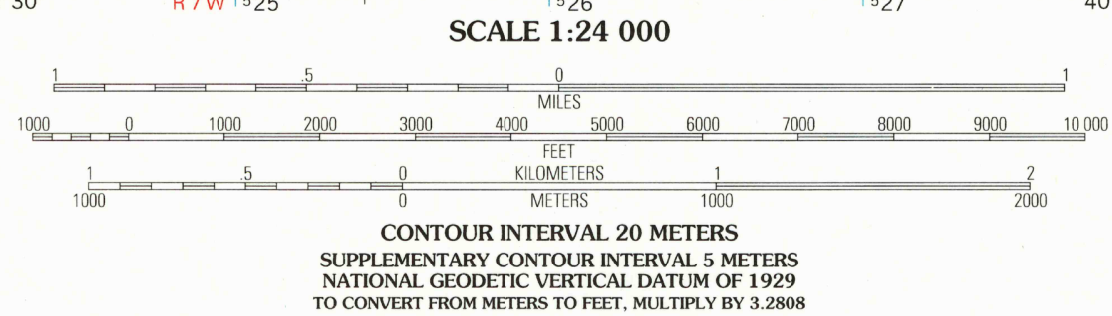 30 R 7 W 525 526 527 40
SCALE 1:24 000
1 .5 0 1
MILES
1000 0 1000 2000 3000 4000 5000 6000 7000 8000 9000 10 000
FEET
1 .5 0 KILOMETERS 1 2
1000 0 METERS 1000 2000
CONTOUR INTERVAL 20 METERS
SUPPLEMENTARY CONTOUR INTERVAL 5 METERS
NATIONAL GEODETIC VERTICAL DATUM OF 1929
TO CONVERT FROM METERS TO FEET, MULTIPLY BY 3.2808